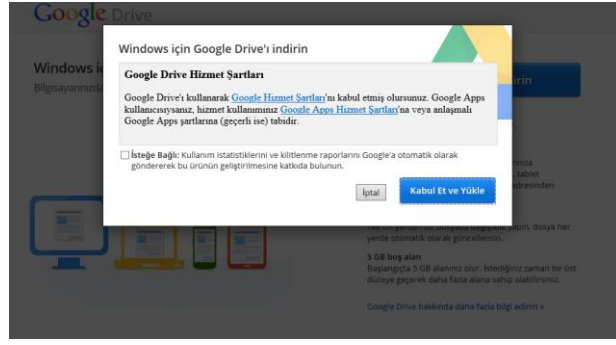 Google Drive
Windows için Google Drive'ı indirin
Windows
Bilgisayarınızda
Google Drive Hizmet Şartları
Google Drive'ı kullanarak Google Hizmet Şartları'nı kabul etmiş olursunuz. Google Apps
kullanıcısıysanız, hizmet kullanımınız Google Apps Hizmet Şartları'na veya anlaşmalı
Google Apps şartlarına (geçerli ise) tabidir.
İsteğe Bağlı: Kullanım istatistiklerini ve kilitlenme raporlarını Google'a otomatik olarak
göndererek bu ürünün geliştirilmesine katkıda bulunun.
İptal
Kabul Et ve Yükle
tablet
adresinden
yapın, dosya her
yerde otomatik olarak güncellensin.
5 GB boş alan
Başlangıçta 5 GB alanınız olur. İstediğiniz zaman bir üst
düzeye geçerek daha fazla alana sahip olabilirsiniz.
Google Drive hakkında daha fazla bilgi edinin »